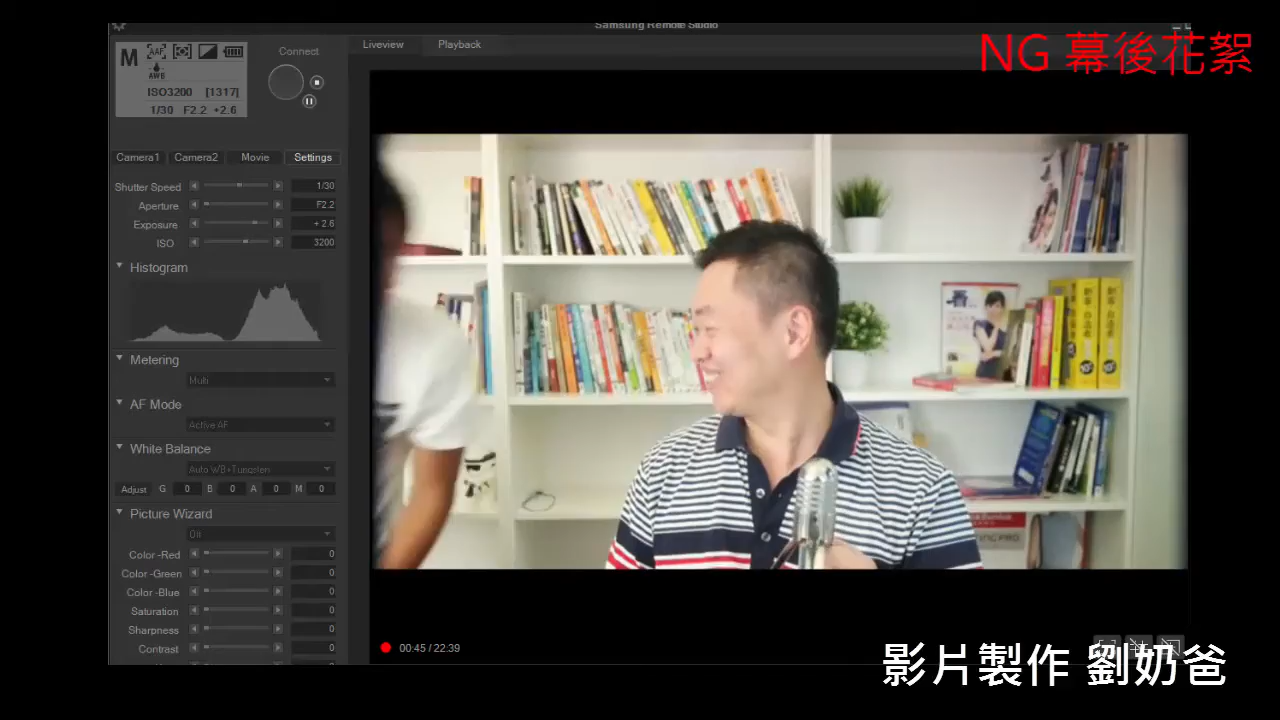 Samsung Remote Studio
NG 幕後花絮
Liveview Playback
M AAF
AWB
ISO3200 [1317]
1/30 F2.2 +2.6
Connect
Camera1 Camera2 Movie Settings
Shutter Speed 1/30
Aperture F2.2
Exposure +2.6
ISO 3200
Histogram
Metering
Multi
AF Mode
Active AF
White Balance
Auto WB+Tungsten
Adjust G 0 B 0 A 0 M 0
Picture Wizard
Off
Color -Red 0
Color -Green 0
Color -Blue 0
Saturation 0
Sharpness 0
Contrast 0
00:45 / 22:39
影片製作 劉奶爸